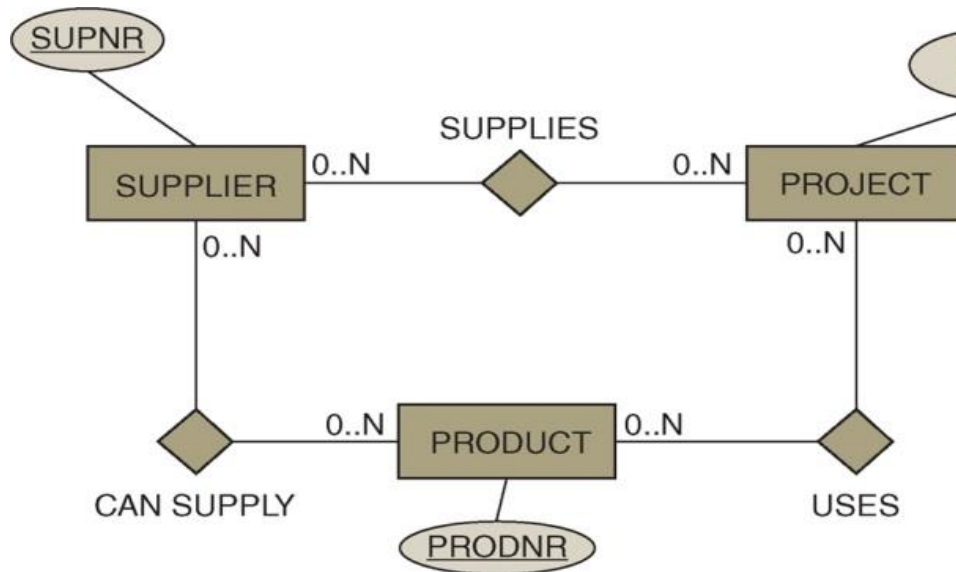 SUPNR
SUPPLIES
0..N
0..N
SUPPLIER
PROJECT
0..N
0..N
0..N
0..N
PRODUCT
CAN SUPPLY
USES
PRODNR